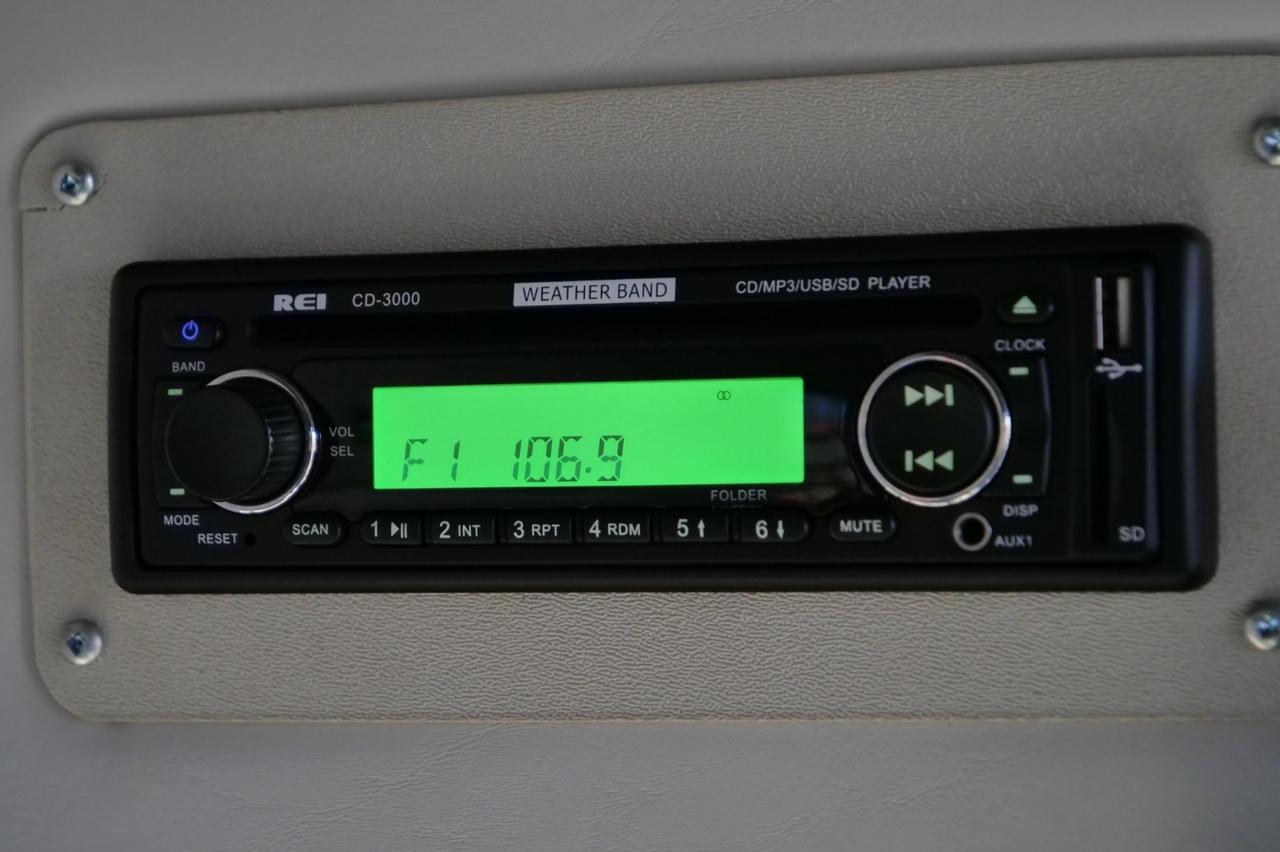 REI CD-3000 WEATHER BAND CD/MP3/USB/SD PLAYER
BAND
CLOCK
VOL
SEL
F1 106.9
FOLDER
MODE
DISP
RESET
SCAN 1 2 INT 3 RPT 4 RDM 5 6 MUTE
AUX1
SD